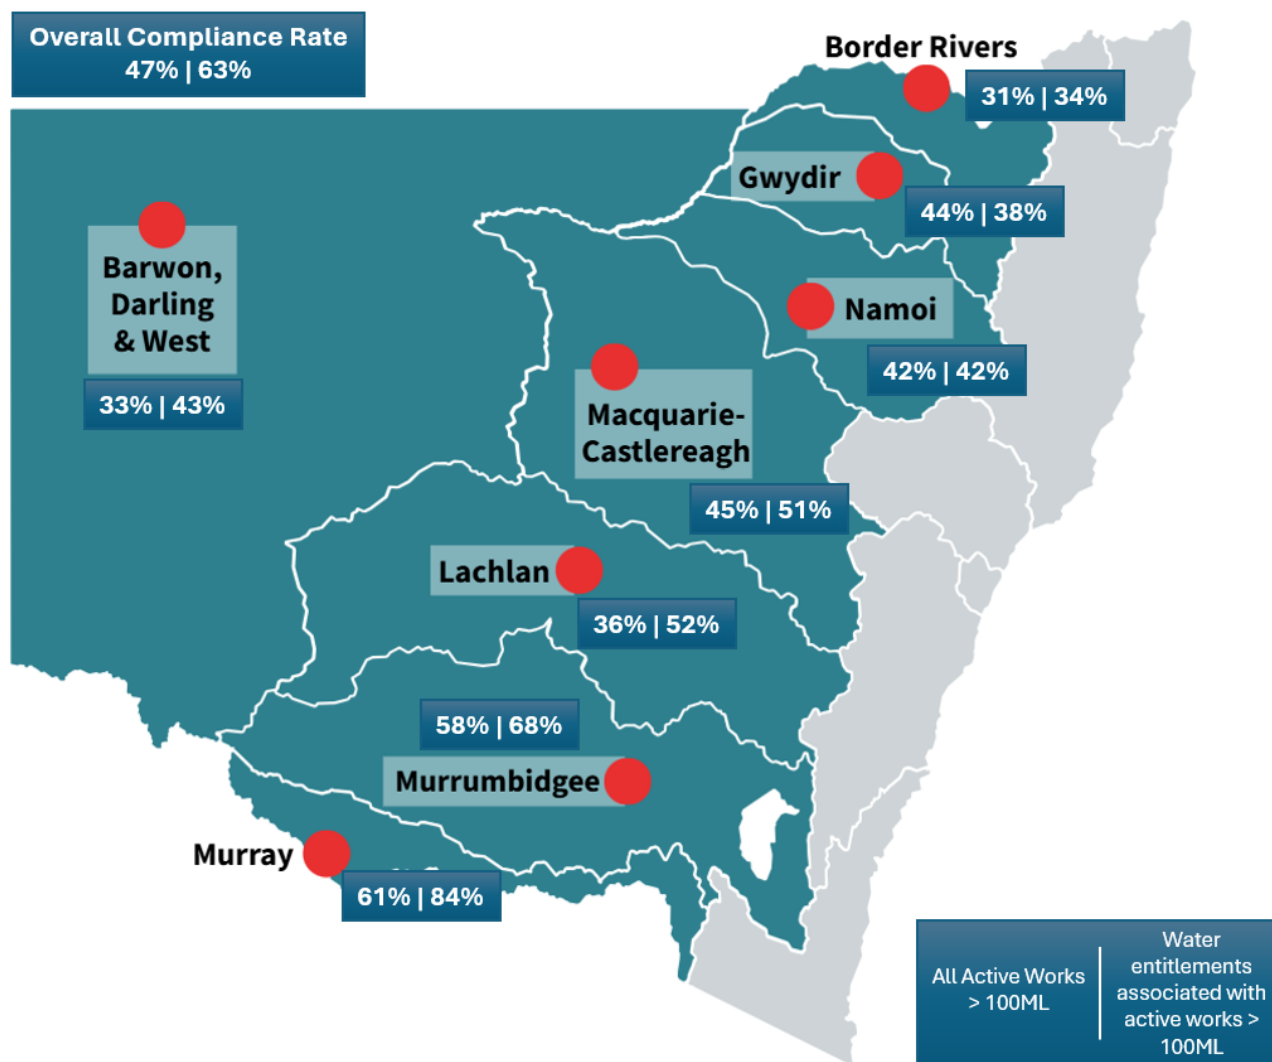 Overall Compliance Rate
47% | 63%
Border Rivers
31% | 34%
Gwydir
44% | 38%
Barwon,
Darling
& West
33% | 43%
Namoi
42% | 42%
Macquarie-
Castlereagh
45% | 51%
Lachlan
36% | 52%
58% | 68%
Murrumbidgee
Murray
61% | 84%
All Active Works
> 100ML
Water
entitlements
associated with
active works >
100ML